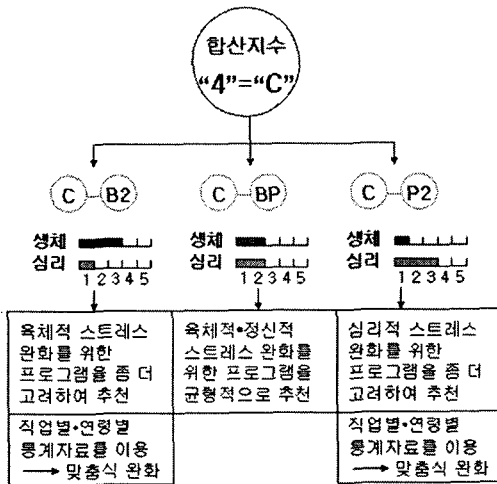 합산지수
“4”=“C”
C B2
C BP
C P2
생체
심리
1 2 3 4 5
생체
심리
1 2 3 4 5
생체
심리
1 2 3 4 5
육체적 스트레스
완화를 위한
프로그램을 좀 더
고려하여 추천
육체적•정신적
스트레스 완화를
위한 프로그램을
균형적으로 추천
심리적 스트레스
완화를 위한
프로그램을 좀 더
고려하여 추천
직업별•연령별
통계자료를 이용
→ 맞춤식 완화
직업별•연령별
통계자료를 이용
→ 맞춤식 완화